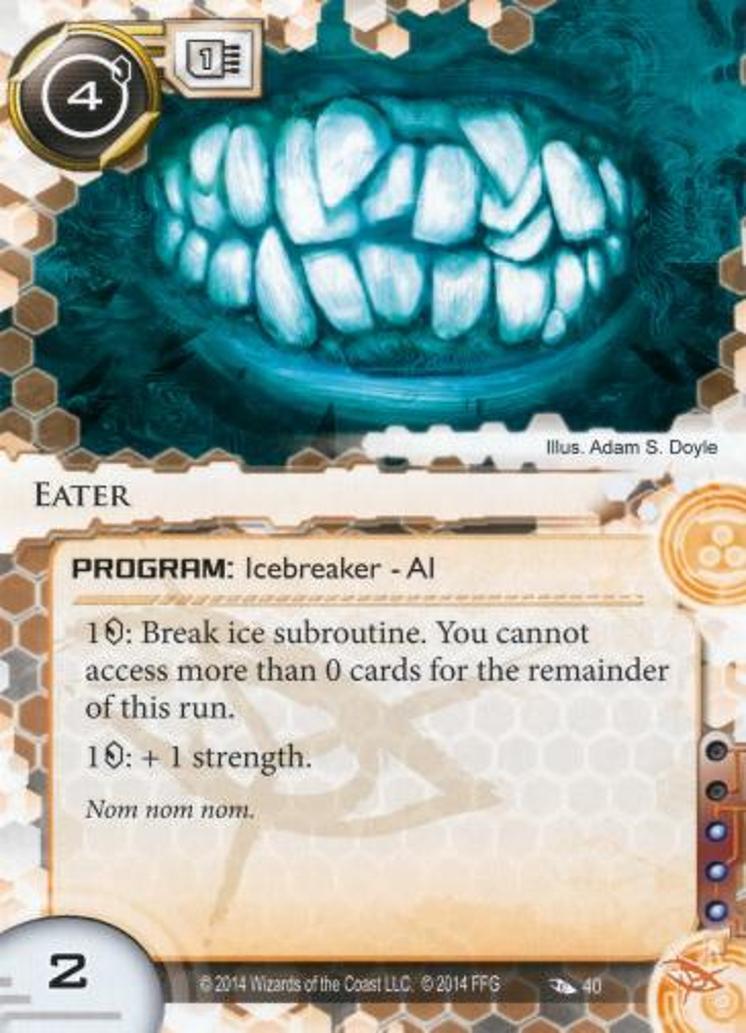 4
1
Illus. Adam S. Doyle
EATER
PROGRAM: Icebreaker - AI
1: Break ice subroutine. You cannot
access more than 0 cards for the remainder
of this run.
1: + 1 strength.
Nom nom nom.
2
© 2014 Wizards of the Coast LLC. © 2014 FFG 40